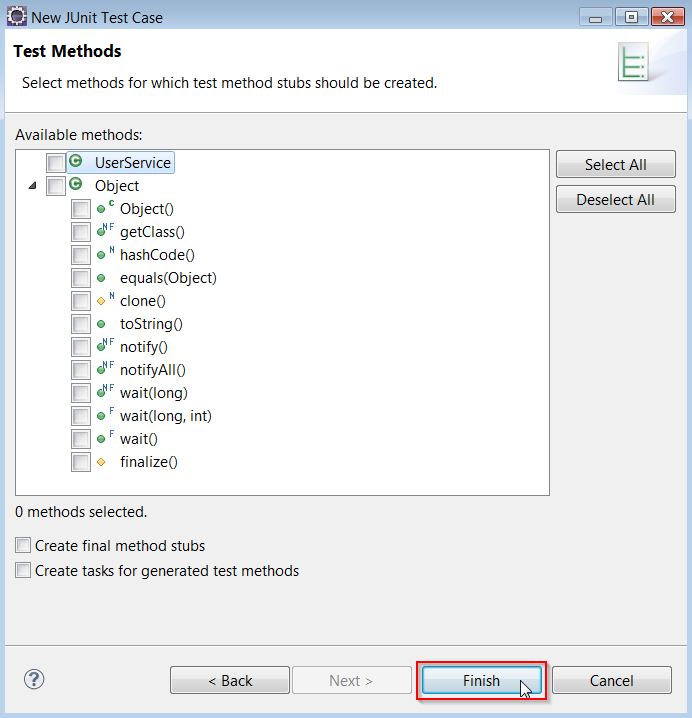 New JUnit Test Case
Test Methods
Select methods for which test method stubs should be created.
Available methods:
C UserService
Select All
C Object
Deselect All
C Object()
NF getClass()
N hashCode()
equals(Object)
N clone()
toString()
NF notify()
NF notifyAll()
NF wait(long)
F wait(long, int)
F wait()
finalize()
0 methods selected.
Create final method stubs
Create tasks for generated test methods
? < Back Next > Finish Cancel